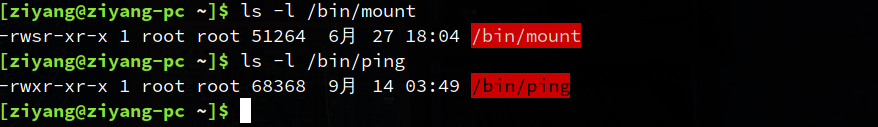 [ziyang@ziyang-pc ~]$ ls -l /bin/mount
-rwsr-xr-x 1 root root 51264  6月  27 18:04 /bin/mount
[ziyang@ziyang-pc ~]$ ls -l /bin/ping
-rwxr-xr-x 1 root root 68368  9月  14 03:49 /bin/ping
[ziyang@ziyang-pc ~]$